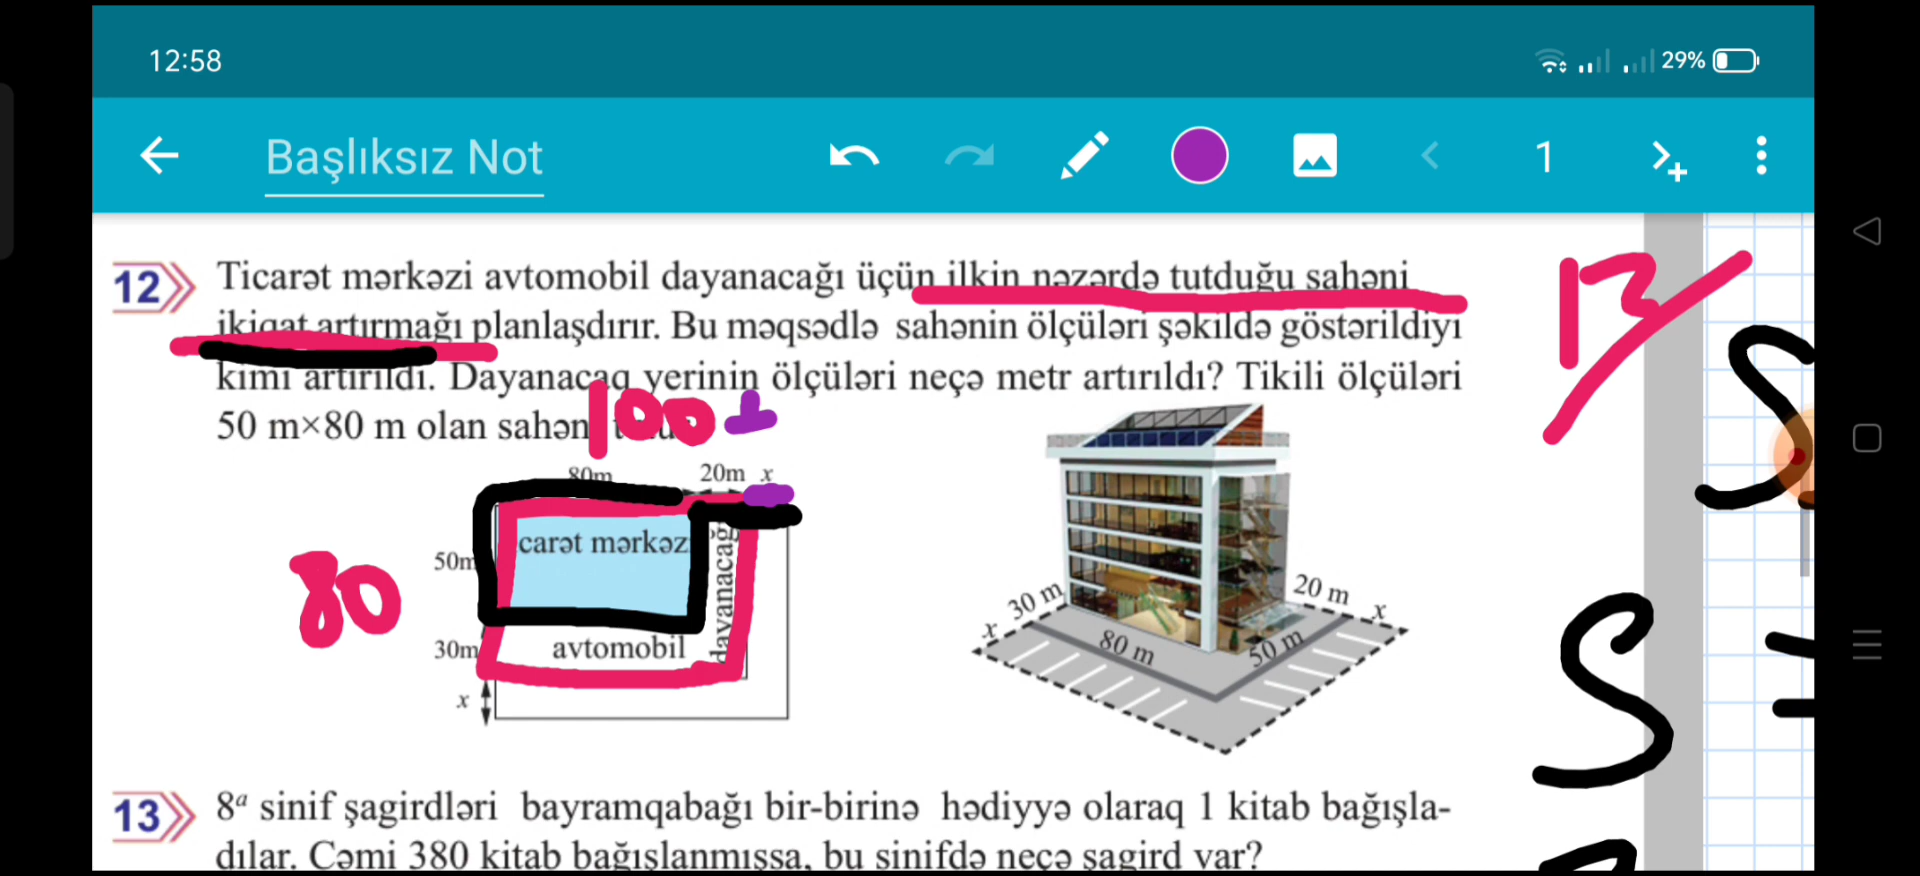 12:58
29%
Başlıksız Not
1
12 Ticarət mərkəzi avtomobil dayanacağı üçün ilkin nəzərdə tutduğu sahəni
ikiqat artırmağı planlaşdırır. Bu məqsədlə sahənin ölçüləri şəkildə göstərildiyi
kimi artırıldı. Dayanacaq yerinin ölçüləri neçə metr artırıldı? Tikili ölçüləri
50 m×80 m olan sahən
100
80m 20m x
carət mərkəz
50m
80
30m
avtomobil
dayanacağı
x
30 m
x
80 m
50 m
20 m
x
S
S
13 8ª sinif şagirdləri bayramqabağı bir-birinə hədiyyə olaraq 1 kitab bağışla-
dılar. Cəmi 380 kitab bağışlanmışsa, bu sinifdə neçə şagird var?